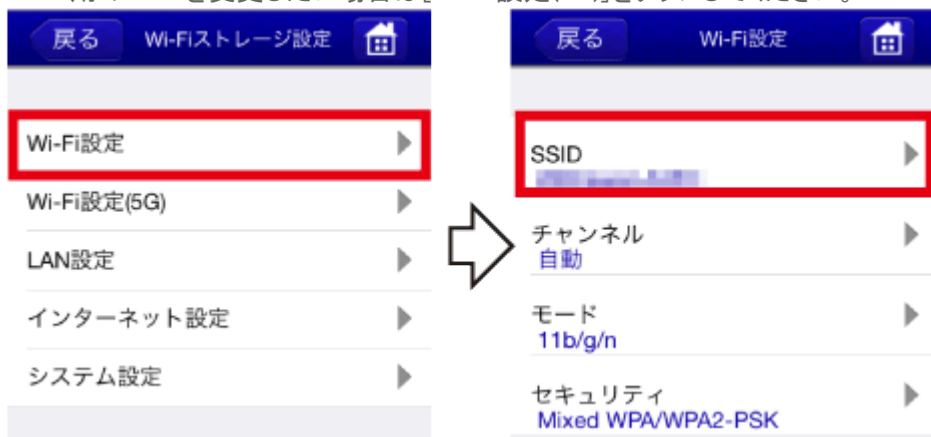 戻る
Wi-Fiストレージ設定
Wi-Fi設定
Wi-Fi設定(5G)
LAN設定
インターネット設定
システム設定
戻る
Wi-Fi設定
SSID
チャンネル
自動
モード
11b/g/n
セキュリティ
Mixed WPA/WPA2-PSK